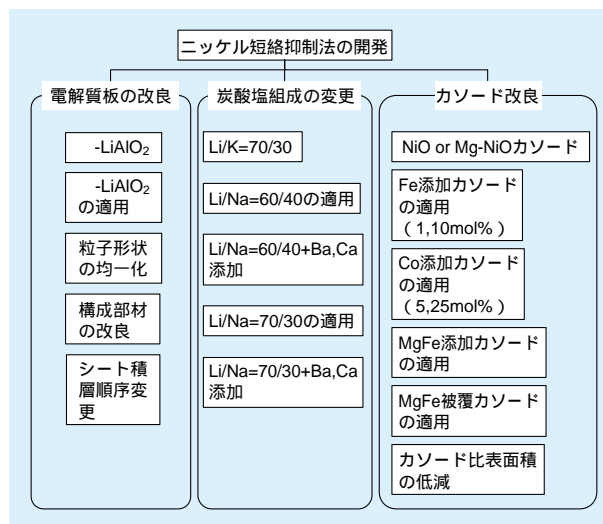 ニッケル短絡抑制法の開発
電解質板の改良
-LiAlO2
-LiAlO2
の適用
粒子形状
の均一化
構成部材
の改良
シート積
層順序変
更
炭酸塩組成の変更
Li/K=70/30
Li/Na=60/40の適用
Li/Na=60/40+Ba,Ca
添加
Li/Na=70/30の適用
Li/Na=70/30+Ba,Ca
添加
カソード改良
NiO or Mg-NiOカソード
Fe添加カソード
の適用
（1,10mol%）
Co添加カソード
の適用
（5,25mol%）
MgFe添加カソード
の適用
MgFe被覆カソード
の適用
カソード比表面積
の低減